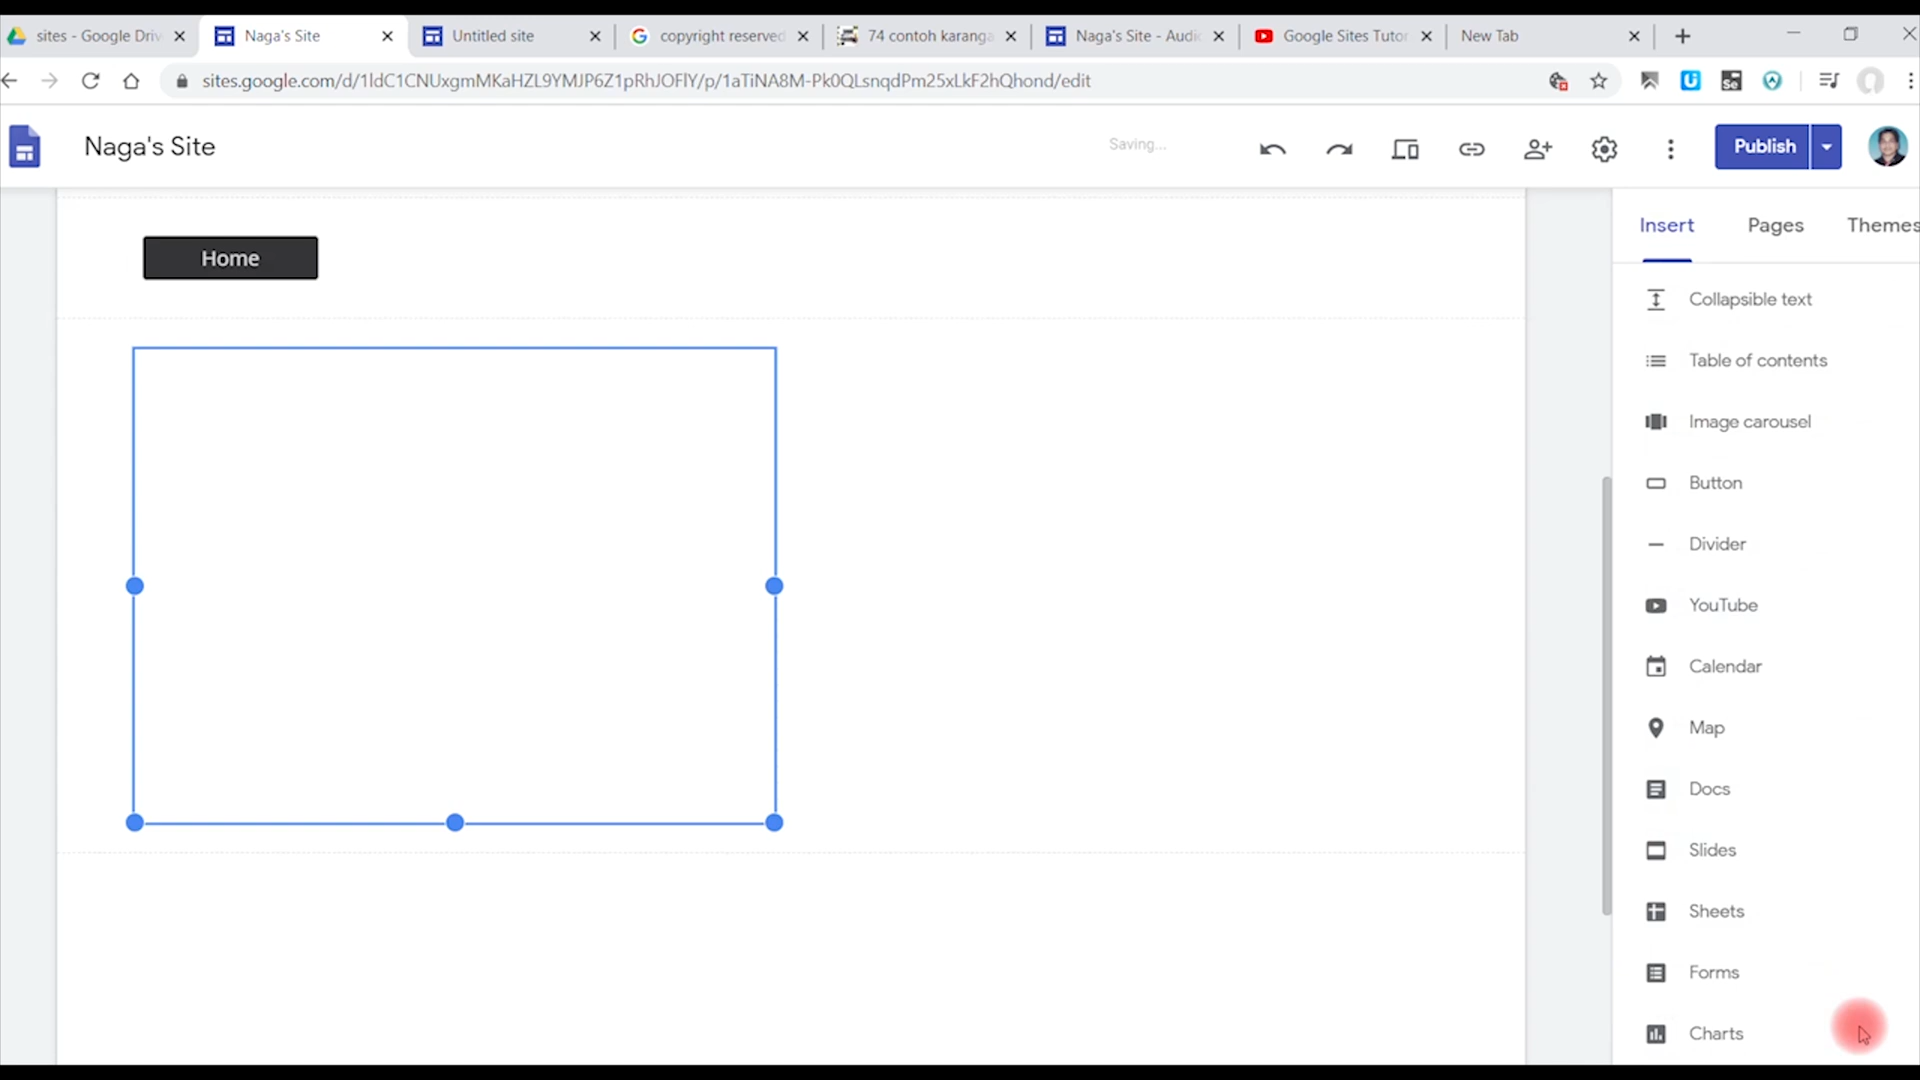 sites - Google Driv
Naga's Site
Untitled site
copyright reserved
74 contoh karanga
Naga's Site - Audio
Google Sites Tutor
New Tab
sites.google.com/d/1ldC1CNUxgmMKaHZL9YMJP6Z1pRhJOFlY/p/1aTiNA8M-Pk0QLsnqdPm25xLkF2hQhond/edit
Se
Naga's Site
Saving...
Publish
Insert
Pages
Themes
Home
Collapsible text
Table of contents
Image carousel
Button
Divider
YouTube
Calendar
Map
Docs
Slides
Sheets
Forms
Charts